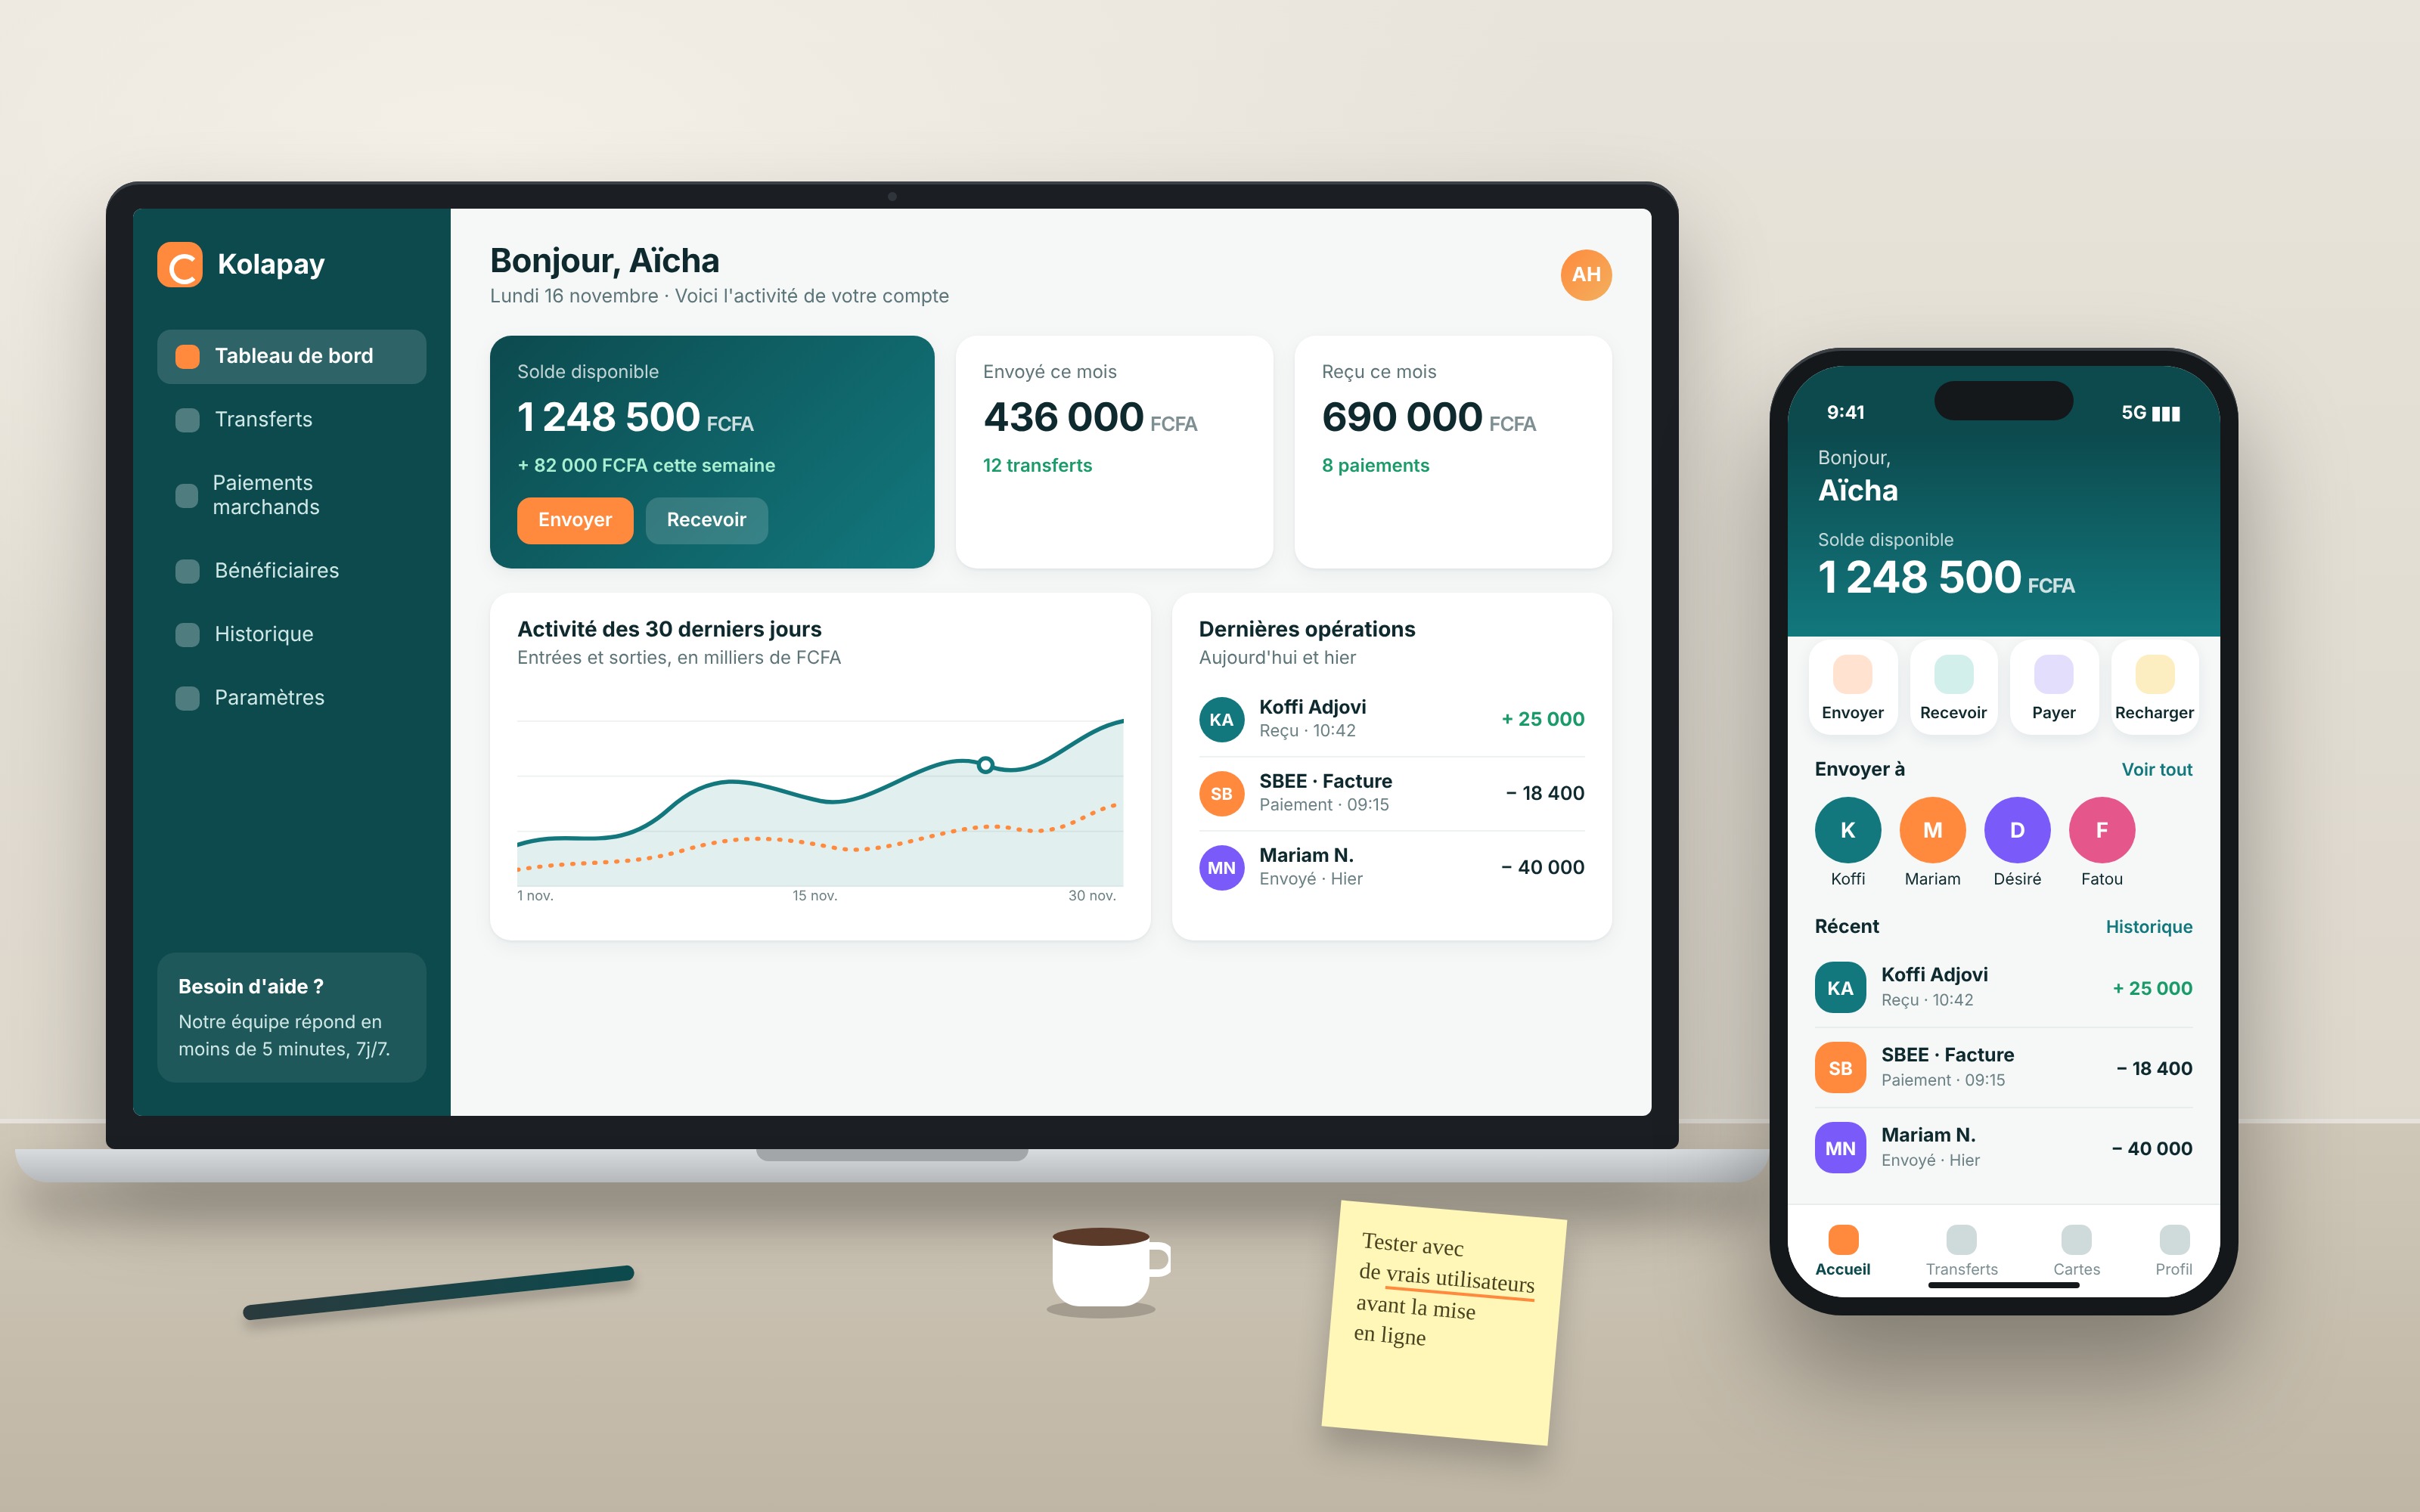 Kolapay
Tableau de bord
Transferts
Paiements
marchands
Bénéficiaires
Historique
Paramètres
Besoin d'aide ?
Notre équipe répond en
moins de 5 minutes, 7j/7.
Bonjour, Aïcha
Lundi 16 novembre · Voici l'activité de votre compte
AH
Solde disponible
1 248 500 FCFA
+ 82 000 FCFA cette semaine
Envoyer Recevoir
Envoyé ce mois
436 000 FCFA
12 transferts
Reçu ce mois
690 000 FCFA
8 paiements
Activité des 30 derniers jours
Entrées et sorties, en milliers de FCFA
1 nov. 15 nov. 30 nov.
Dernières opérations
Aujourd'hui et hier
KA Koffi Adjovi + 25 000
Reçu · 10:42
SB SBEE · Facture − 18 400
Paiement · 09:15
MN Mariam N. − 40 000
Envoyé · Hier
9:41 5G
Bonjour,
Aïcha
Solde disponible
1 248 500 FCFA
Envoyer Recevoir Payer Recharger
Envoyer à Voir tout
K M D F
Koffi Mariam Désiré Fatou
Récent Historique
KA Koffi Adjovi + 25 000
Reçu · 10:42
SB SBEE · Facture − 18 400
Paiement · 09:15
MN Mariam N. − 40 000
Envoyé · Hier
Accueil Transferts Cartes Profil
Tester avec
de vrais utilisateurs
avant la mise
en ligne